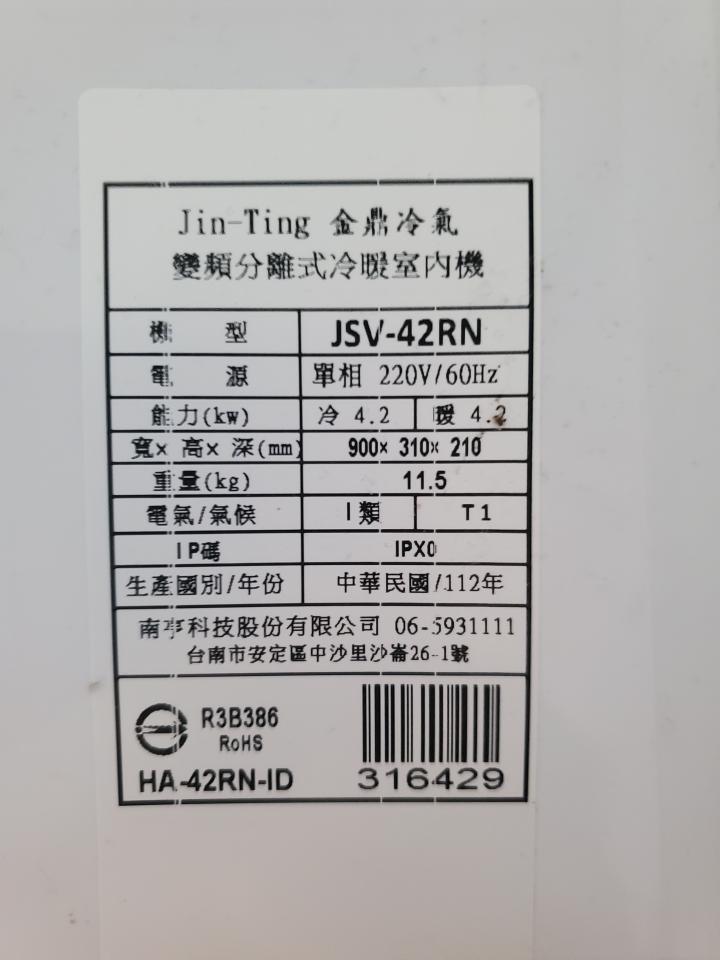 Jin-Ting 金鼎冷氣
變頻分離式冷暖室內機
機型 JSV-42RN
電源 單相 220V/60Hz
能力(kw) 冷 4.2 暖 4.2
寬× 高× 深(mm) 900× 310× 210
重量(kg) 11.5
電氣/氣候 I類 T1
IP碼 IPX0
生產國別/年份 中華民國/112年
南亨科技股份有限公司 06-5931111
台南市安定區中沙里沙崙26-1號
R3B386
RoHS
HA-42RN-ID
316429